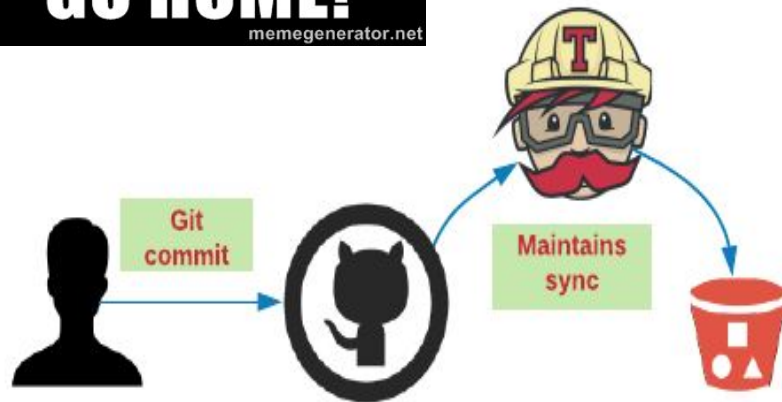 GO HOME!
memegenerator.net
T
Git
commit
Maintains
sync